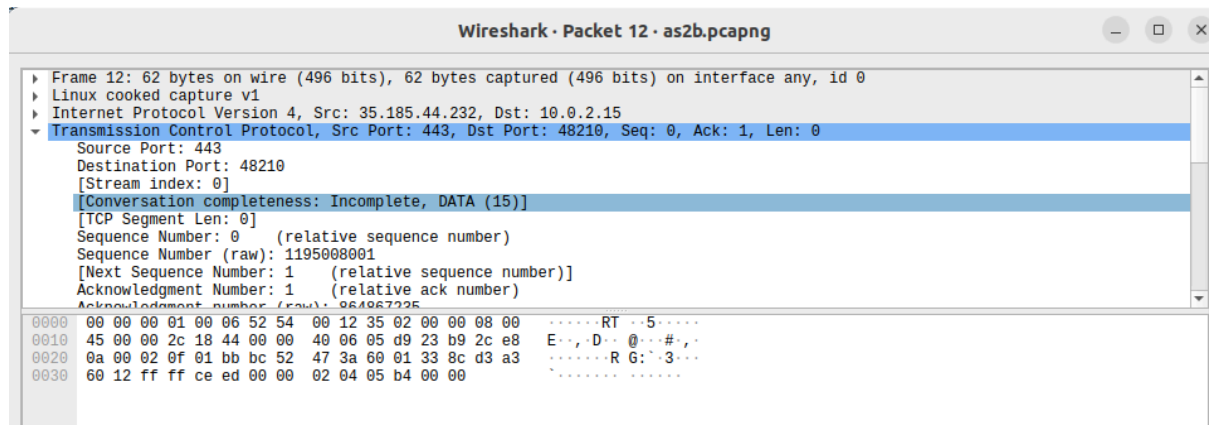 Wireshark · Packet 12 · as2b.pcapng
Frame 12: 62 bytes on wire (496 bits), 62 bytes captured (496 bits) on interface any, id 0
Linux cooked capture v1
Internet Protocol Version 4, Src: 35.185.44.232, Dst: 10.0.2.15
Transmission Control Protocol, Src Port: 443, Dst Port: 48210, Seq: 0, Ack: 1, Len: 0
Source Port: 443
Destination Port: 48210
[Stream index: 0]
[Conversation completeness: Incomplete, DATA (15)]
[TCP Segment Len: 0]
Sequence Number: 0    (relative sequence number)
Sequence Number (raw): 1195008001
[Next Sequence Number: 1    (relative sequence number)]
Acknowledgment Number: 1    (relative ack number)
Acknowledgment number (raw): 864867235
0000  00 00 00 01 00 06 52 54  00 12 35 02 00 00 08 00   ······RT ··5·····
0010  45 00 00 2c 18 44 00 00  40 06 05 d9 23 b9 2c e8   E··,·D·· @···#·,·
0020  0a 00 02 0f 01 bb bc 52  47 3a 60 01 33 8c d3 a3   ·······R G:`·3···
0030  60 12 ff ff ce ed 00 00  02 04 05 b4 00 00         `······· ······